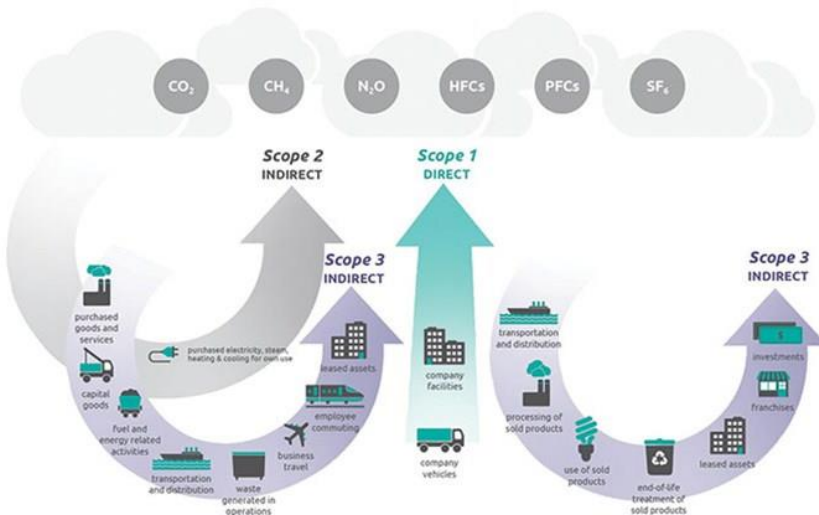 CO₂
CH₄
N₂O
HFCs
PFCs
SF₆
Scope 2
INDIRECT
Scope 1
DIRECT
Scope 3
INDIRECT
Scope 3
INDIRECT
purchased
goods and
services
capital
goods
fuel and
energy related
activities
transportation
and distribution
waste
generated in
operations
business
travel
employee
commuting
leased assets
purchased electricity, steam,
heating & cooling for own use
company
facilities
company
vehicles
transportation
and distribution
processing of
sold products
use of sold
products
end-of-life
treatment of
sold products
leased assets
franchises
$
investments